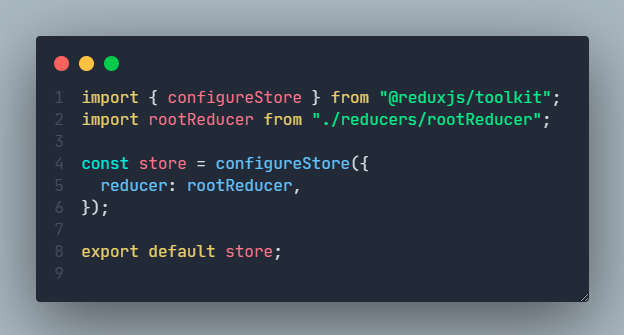 1 import { configureStore } from "@reduxjs/toolkit";
2 import rootReducer from "./reducers/rootReducer";
3
4 const store = configureStore({
5   reducer: rootReducer,
6 });
7
8 export default store;
9